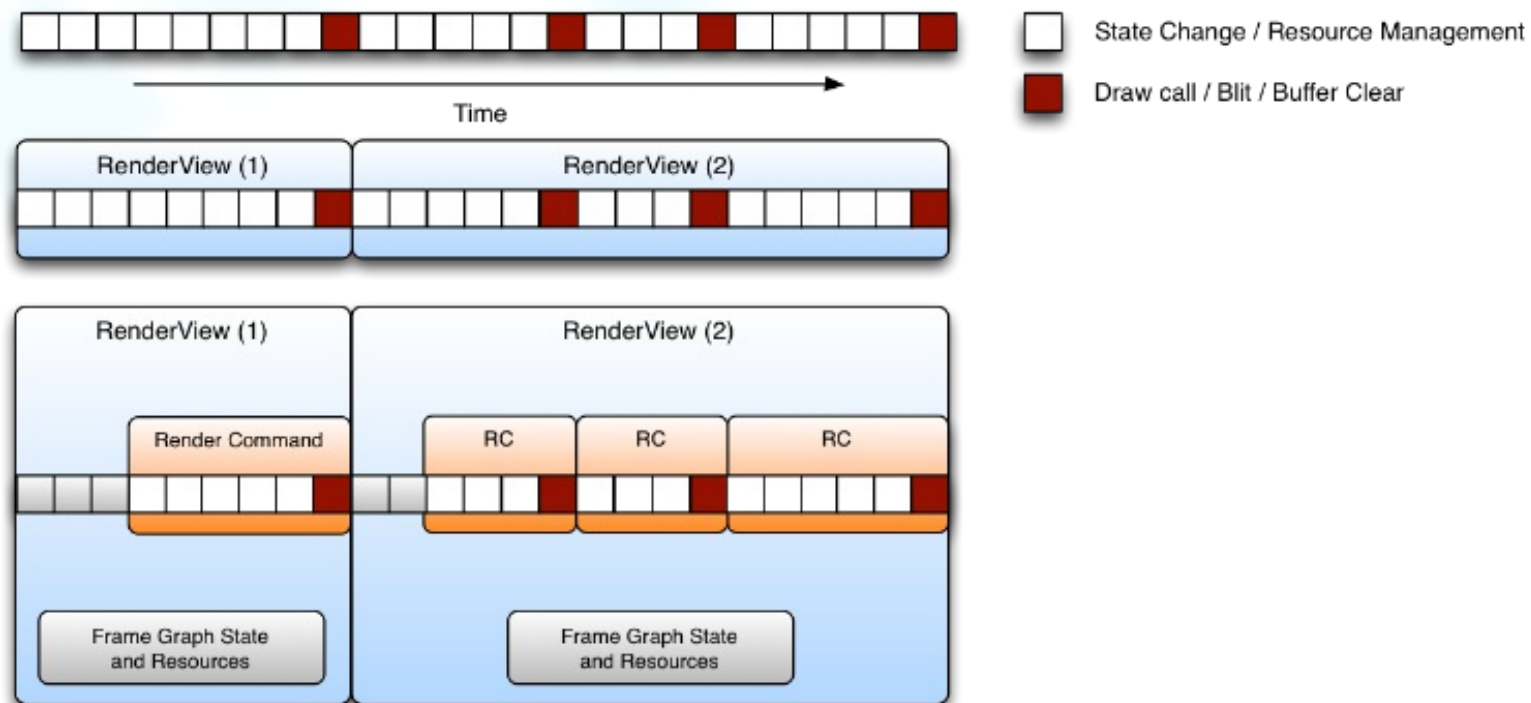 State Change / Resource Management
Draw call / Blit / Buffer Clear
Time
RenderView (1)
RenderView (2)
RenderView (1)
RenderView (2)
Render Command
RC
RC
RC
Frame Graph State
and Resources
Frame Graph State
and Resources